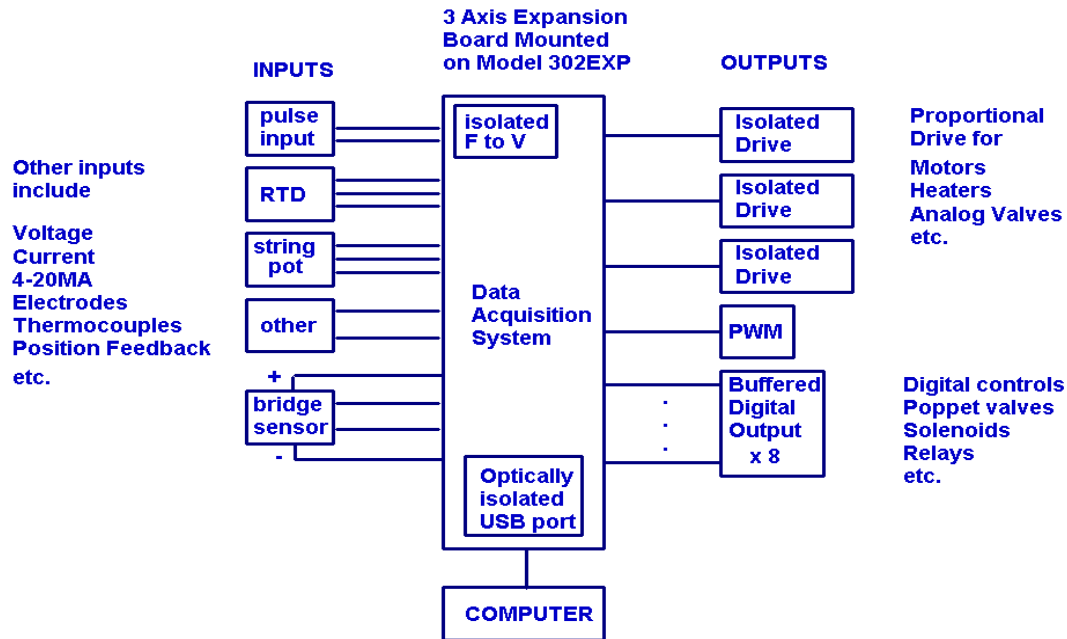 3 Axis Expansion
Board Mounted
on Model 302EXP
INPUTS
OUTPUTS
pulse
input
RTD
string
pot
other
+
bridge
sensor
-
Other inputs
include
Voltage
Current
4-20MA
Electrodes
Thermocouples
Position Feedback
etc.
isolated
F to V
Data
Acquisition
System
Optically
isolated
USB port
COMPUTER
Isolated
Drive
Isolated
Drive
Isolated
Drive
PWM
Buffered
Digital
Output
x 8
Proportional
Drive for
Motors
Heaters
Analog Valves
etc.
Digital controls
Poppet valves
Solenoids
Relays
etc.